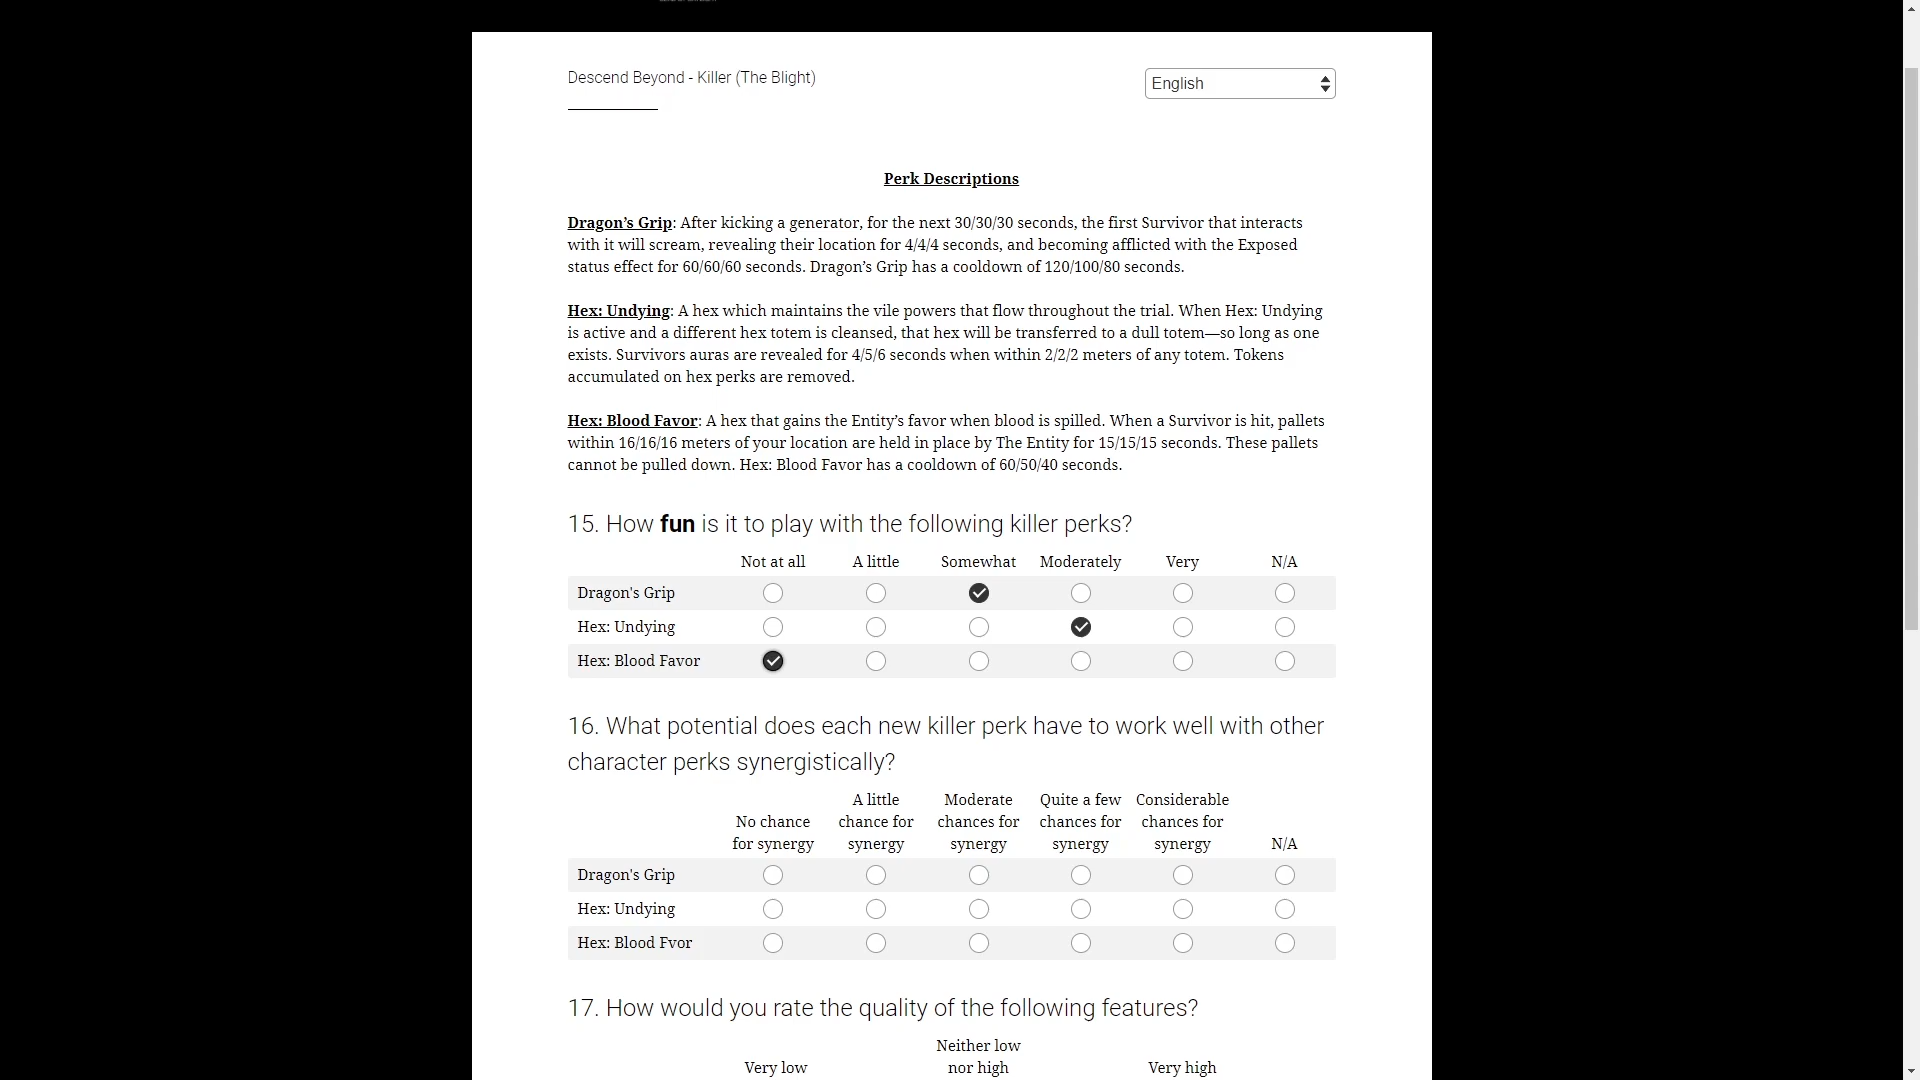 Descend Beyond - Killer (The Blight)
English
Perk Descriptions
Dragon’s Grip: After kicking a generator, for the next 30/30/30 seconds, the first Survivor that interacts
with it will scream, revealing their location for 4/4/4 seconds, and becoming afflicted with the Exposed
status effect for 60/60/60 seconds. Dragon’s Grip has a cooldown of 120/100/80 seconds.
Hex: Undying: A hex which maintains the vile powers that flow throughout the trial. When Hex: Undying
is active and a different hex totem is cleansed, that hex will be transferred to a dull totem—so long as one
exists. Survivors auras are revealed for 4/5/6 seconds when within 2/2/2 meters of any totem. Tokens
accumulated on hex perks are removed.
Hex: Blood Favor: A hex that gains the Entity’s favor when blood is spilled. When a Survivor is hit, pallets
within 16/16/16 meters of your location are held in place by The Entity for 15/15/15 seconds. These pallets
cannot be pulled down. Hex: Blood Favor has a cooldown of 60/50/40 seconds.
15. How fun is it to play with the following killer perks?
Not at all A little Somewhat Moderately Very N/A
Dragon's Grip
Hex: Undying
Hex: Blood Favor
16. What potential does each new killer perk have to work well with other
character perks synergistically?
A little Moderate Quite a few Considerable
No chance chance for chances for chances for chances for
for synergy synergy synergy synergy synergy N/A
Dragon's Grip
Hex: Undying
Hex: Blood Fvor
17. How would you rate the quality of the following features?
Neither low
Very low nor high Very high